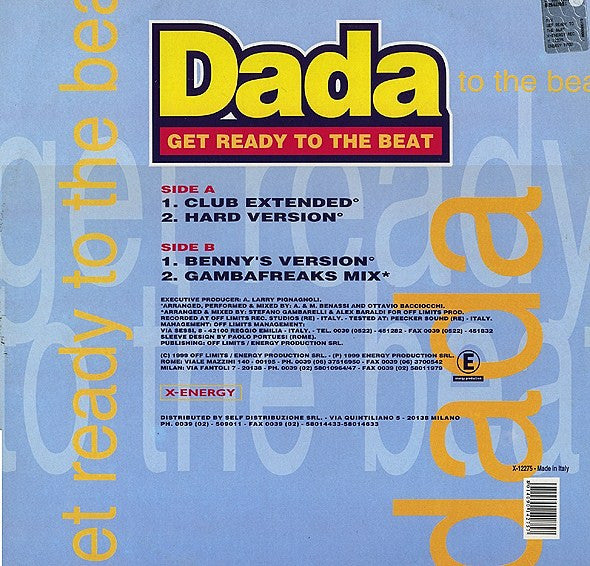 Dada
GET READY TO THE BEAT
to the bea
et ready to the bea
get ready
to the beat
dada
SIDE A
1. CLUB EXTENDED°
2. HARD VERSION°
SIDE B
1. BENNY'S VERSION°
2. GAMBAFREAKS MIX*
EXECUTIVE PRODUCER: A. LARRY PIGNAGNOLI.
°ARRANGED, PERFORMED & MIXED BY: A. & M. BENASSI AND OTTAVIO BACCIOCCHI.
*ARRANGED & MIXED BY: STEFANO GAMBARELLI & ALEX BARALDI FOR OFF LIMITS PROD.
RECORDED AT OFF LIMITS REC. STUDIOS (RE) - ITALY. - TESTED AT: PEECKER SOUND (RE) - ITALY.
MANAGEMENT: OFF LIMITS MANAGEMENT:
VIA SESSI, 8 - 42100 REGGIO EMILIA - ITALY. - TEL. 0039 (0522) - 451282 - FAX 0039 (0522) - 451832
SLEEVE DESIGN BY PAOLO PORTUESI (ROME).
PUBLISHING: OFF LIMITS / ENERGY PRODUCTION SRL.
(C) 1999 OFF LIMITS / ENERGY PRODUCTION SRL. - (P) 1999 ENERGY PRODUCTION SRL.
ROME: VIALE MAZZINI 140 - 00195 - PH. 0039 (06) 37516950 - FAX 0039 (06) 3700542
MILAN: VIA FANTOLI 7 - 20138 - PH. 0039 (02) 58010964/47 - FAX 0039 (02) 58011979
E
energy production
X-ENERGY
DISTRIBUTED BY SELF DISTRIBUZIONE SRL. - VIA QUINTILIANO 5 - 20138 MILANO
PH. 0039 (02) - 509011 - FAX 0039 (02) - 58014433-58014633
X-12275 - Made in Italy